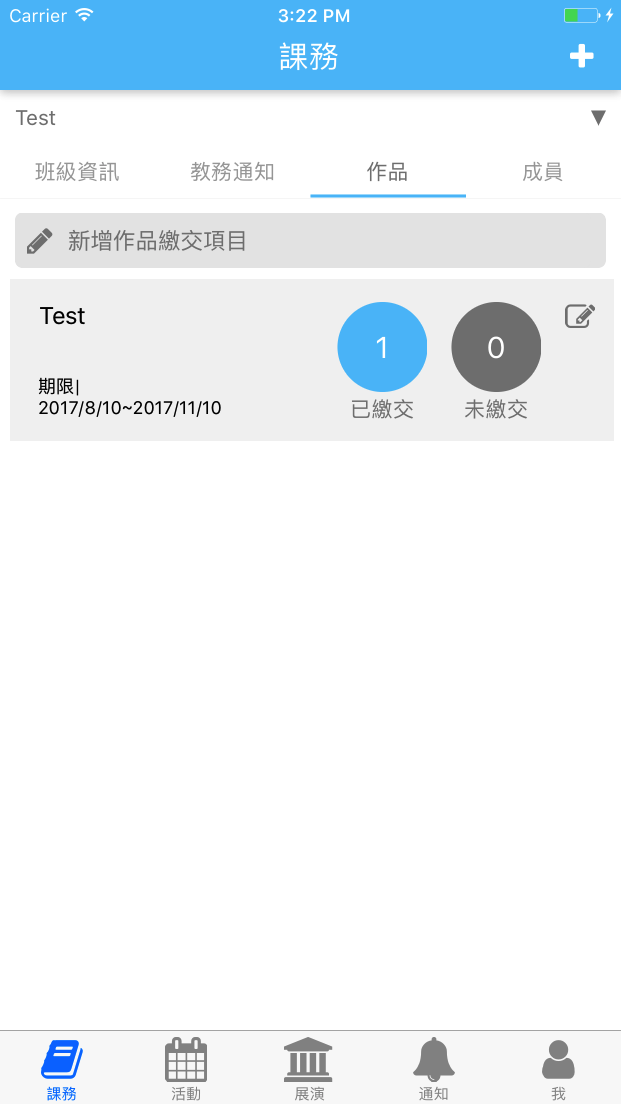 Carrier 3:22 PM
課務
Test
班級資訊 教務通知 作品 成員
新增作品繳交項目
Test
1 0
期限|
2017/8/10~2017/11/10
已繳交 未繳交
課務 活動 展演 通知 我